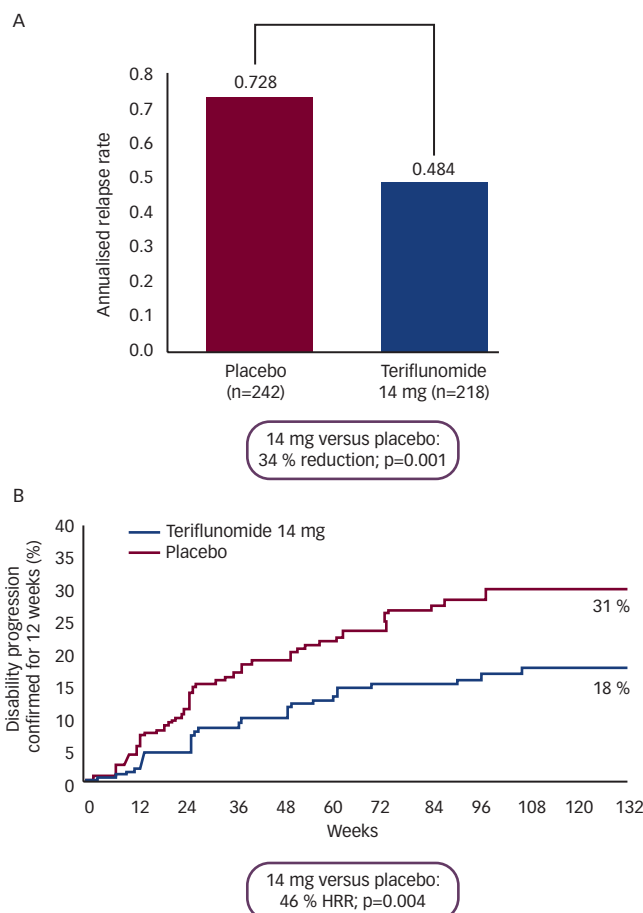 A
0.8
0.7
0.6
0.5
0.4
0.3
0.2
0.1
0.0
Annualised relapse rate
0.728
0.484
Placebo
(n=242)
Teriflunomide
14 mg (n=218)
14 mg versus placebo:
34 % reduction; p=0.001
B
40
35
30
25
20
15
10
5
0
Disability progression
confirmed for 12 weeks (%)
Teriflunomide 14 mg
Placebo
31 %
18 %
0 12 24 36 48 60 72 84 96 108 120 132
Weeks
14 mg versus placebo:
46 % HRR; p=0.004